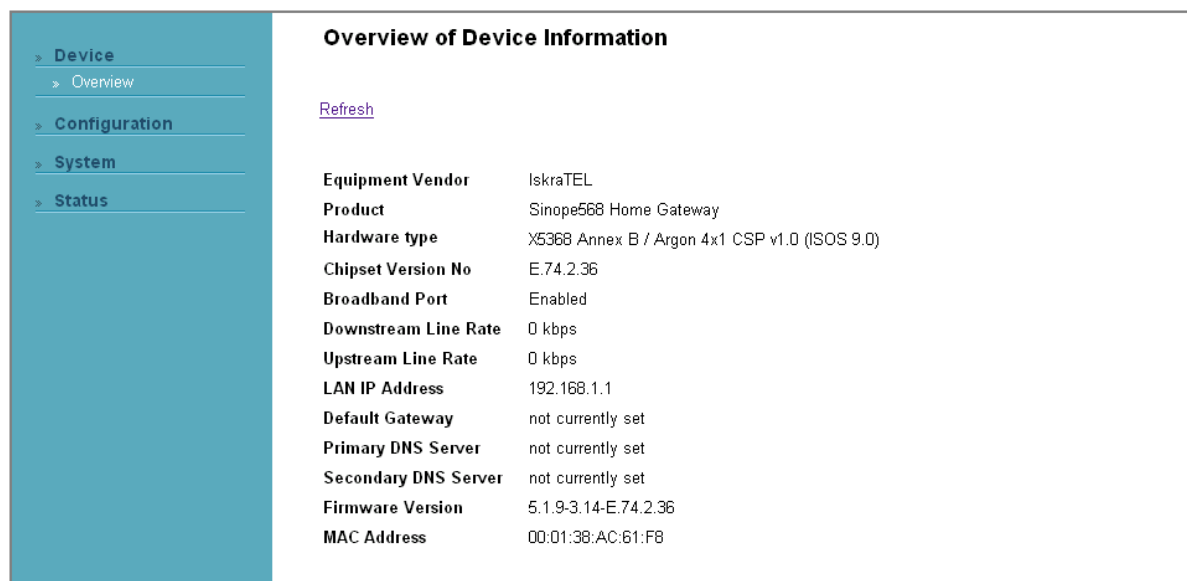 Device
Overview
Configuration
System
Status
Overview of Device Information
Refresh
Equipment Vendor IskraTEL
Product Sinope568 Home Gateway
Hardware type X5368 Annex B / Argon 4x1 CSP v1.0 (ISOS 9.0)
Chipset Version No E.74.2.36
Broadband Port Enabled
Downstream Line Rate 0 kbps
Upstream Line Rate 0 kbps
LAN IP Address 192.168.1.1
Default Gateway not currently set
Primary DNS Server not currently set
Secondary DNS Server not currently set
Firmware Version 5.1.9-3.14-E.74.2.36
MAC Address 00:01:38:AC:61:F8